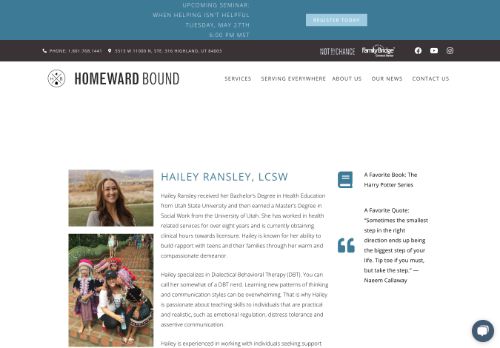 UPCOMING SEMINAR:
WHEN HELPING ISN'T HELPFUL
TUESDAY, MAY 27TH
6:00 PM MST
REGISTER TODAY
PHONE: 1.801.768.1441
5513 W 11000 N, STE. 316 HIGHLAND, UT 84003
NOT BY CHANCE
FamilyBridge
HOMEWARD BOUND
SERVICES
SERVING EVERYWHERE
ABOUT US
OUR NEWS
CONTACT US
HAILEY RANSLEY, LCSW
Hailey Ransley received her Bachelor's Degree in Health Education
from Utah State University and then earned a Master's Degree in
Social Work from the University of Utah. She has worked in health
related services for over eight years and is currently obtaining
clinical hours towards licensure. Hailey is known for her ability to
build rapport with teens and other families through her warm and
compassionate demeanor.
Hailey specializes in Dialectical Behavioral Therapy (DBT). You can
call her somewhat of a DBT nerd. Learning new patterns of thinking
and communication styles can be overwhelming. That is why Hailey
is passionate about teaching skills to individuals that are practical
and realistic, such as emotional regulation, distress tolerance and
assertive communication.
Hailey is experienced in working with individuals seeking support
A Favorite Book: The
Harry Potter Series
A Favorite Quote:
"Sometimes the smallest
step in the right
direction ends up being
the biggest step of your
life. Tip toe if you must,
but take the step." —
Naeem Callaway